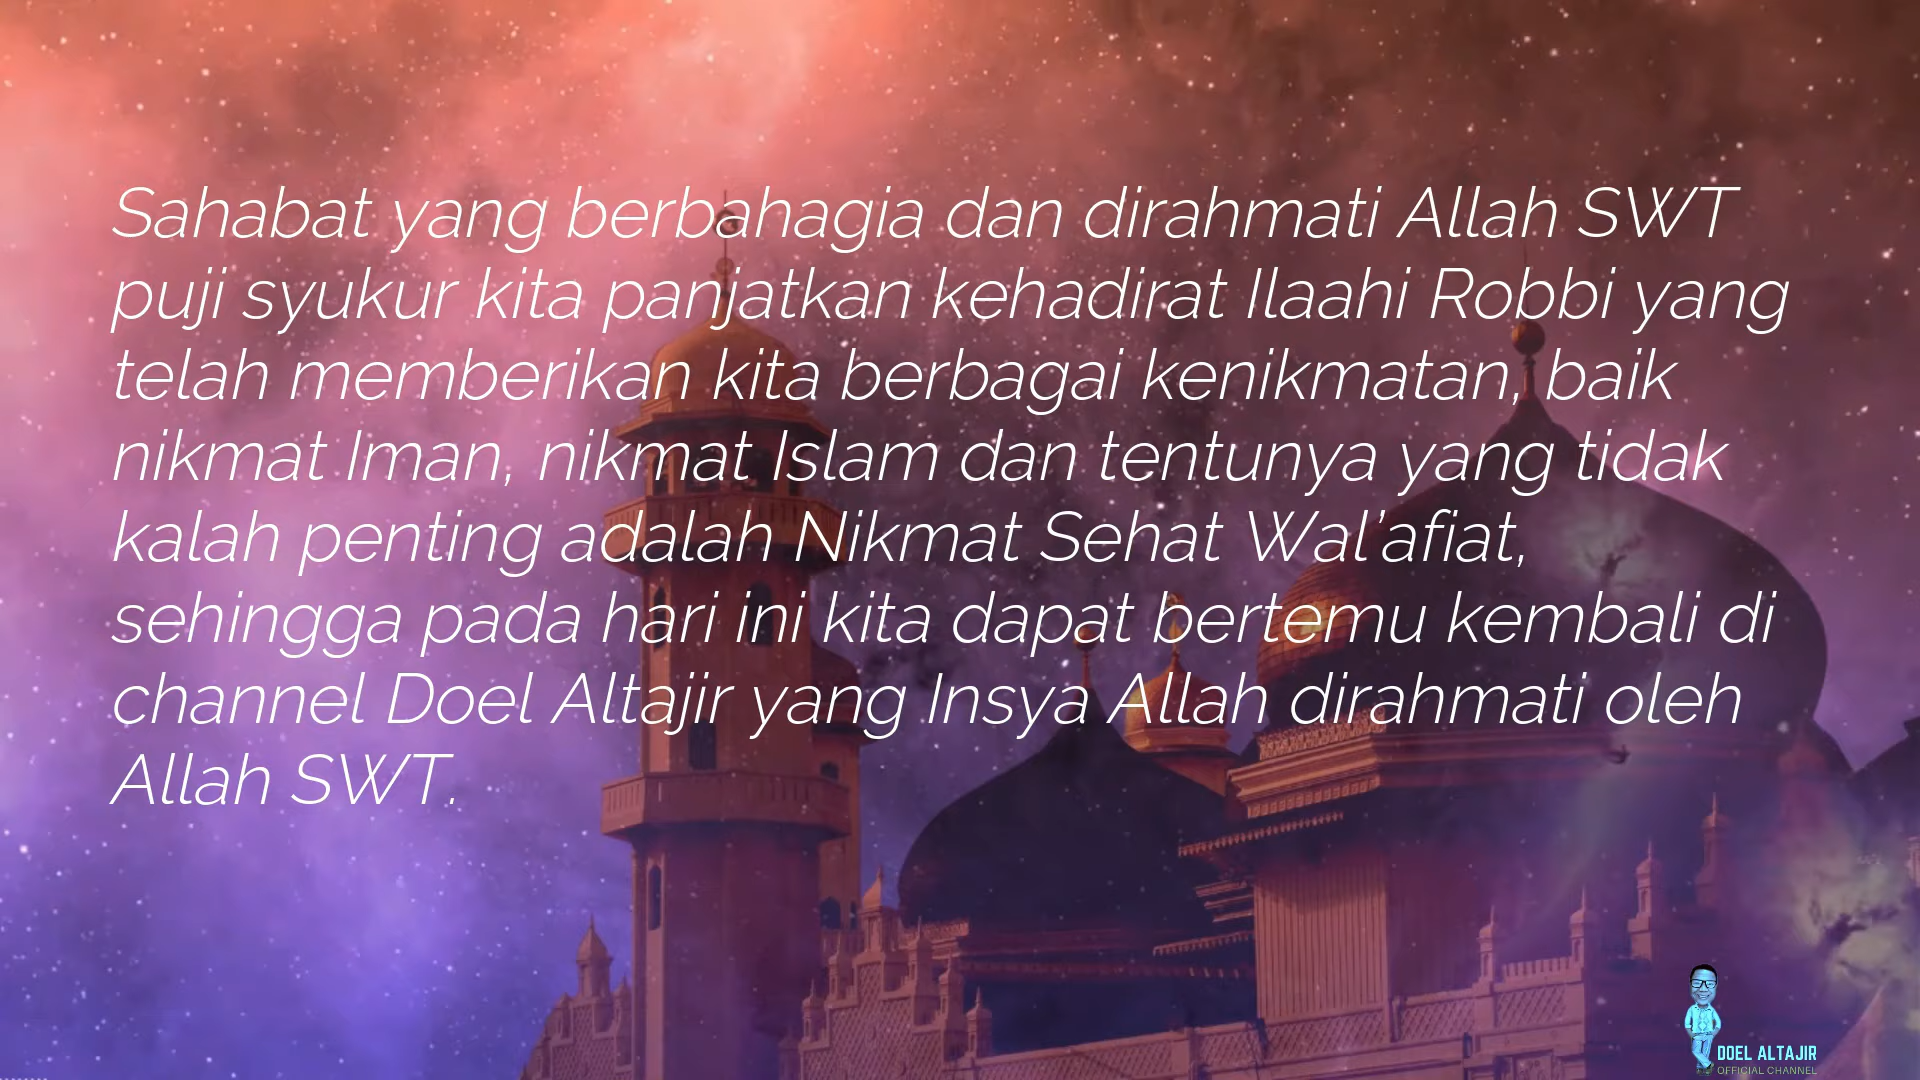 Sahabat yang berbahagia dan dirahmati Allah SWT
puji syukur kita panjatkan kehadirat Ilaahi Robbi yang
telah memberikan kita berbagai kenikmatan, baik
nikmat Iman, nikmat Islam dan tentunya yang tidak
kalah penting adalah Nikmat Sehat Wal'afiat,
sehingga pada hari ini kita dapat bertemu kembali di
channel Doel Altajir yang Insya Allah dirahmati oleh
Allah SWT.
DOEL ALTAJIR
OFFICIAL CHANNEL